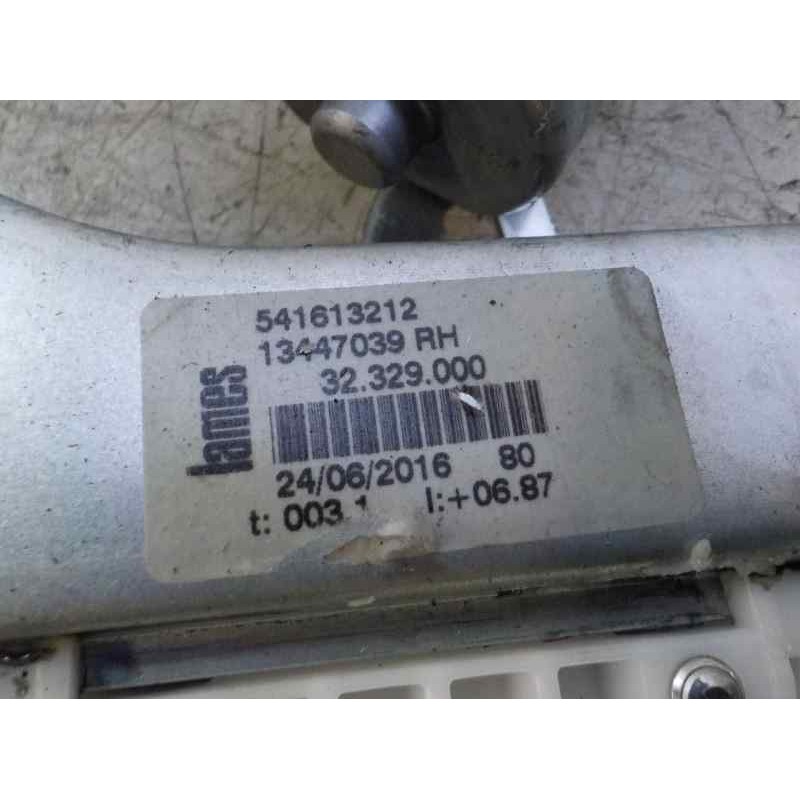 541613212
13447039 RH
32.329.000
lames
24/06/2016 80
t: 003.1 l:+06.87